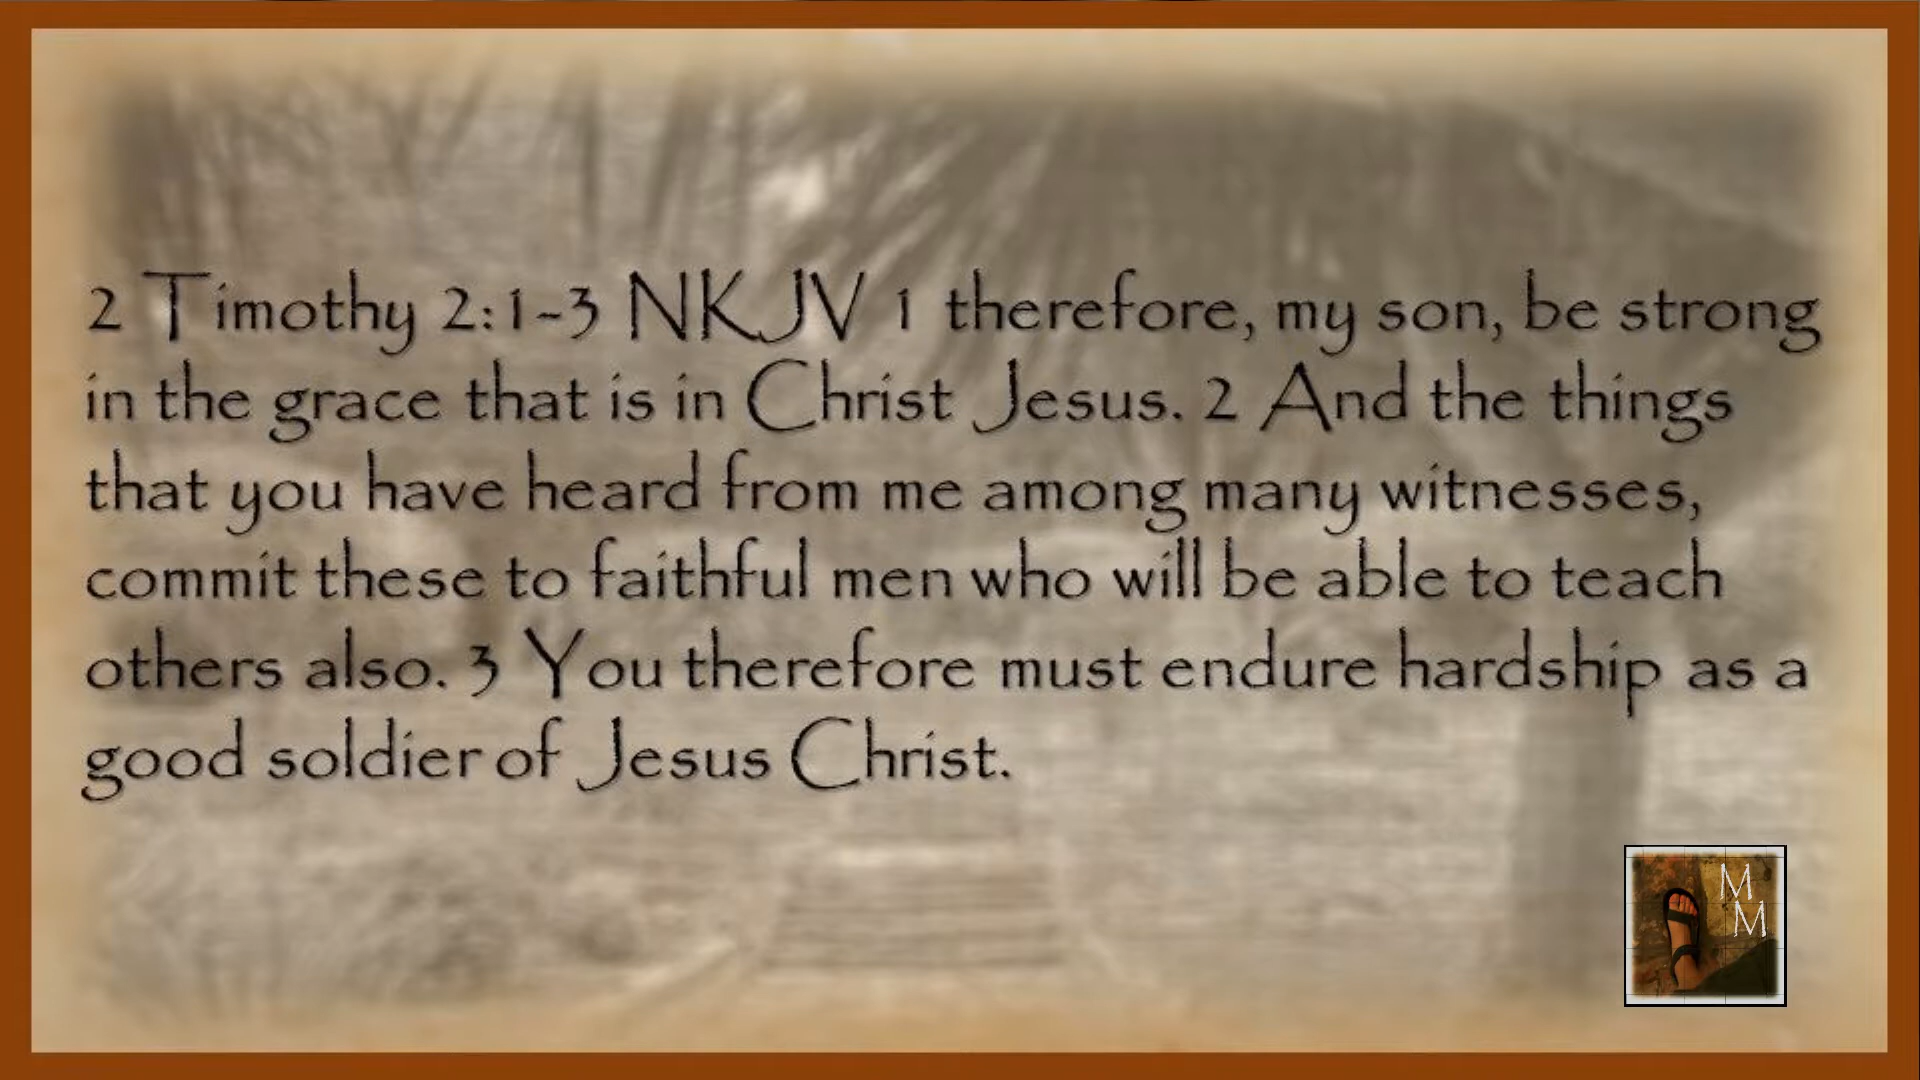 2 Timothy 2:1-3 NKJV 1 therefore, my son, be strong
in the grace that is in Christ Jesus. 2 And the things
that you have heard from me among many witnesses,
commit these to faithful men who will be able to teach
others also. 3 You therefore must endure hardship as a
good soldier of Jesus Christ.
M
M